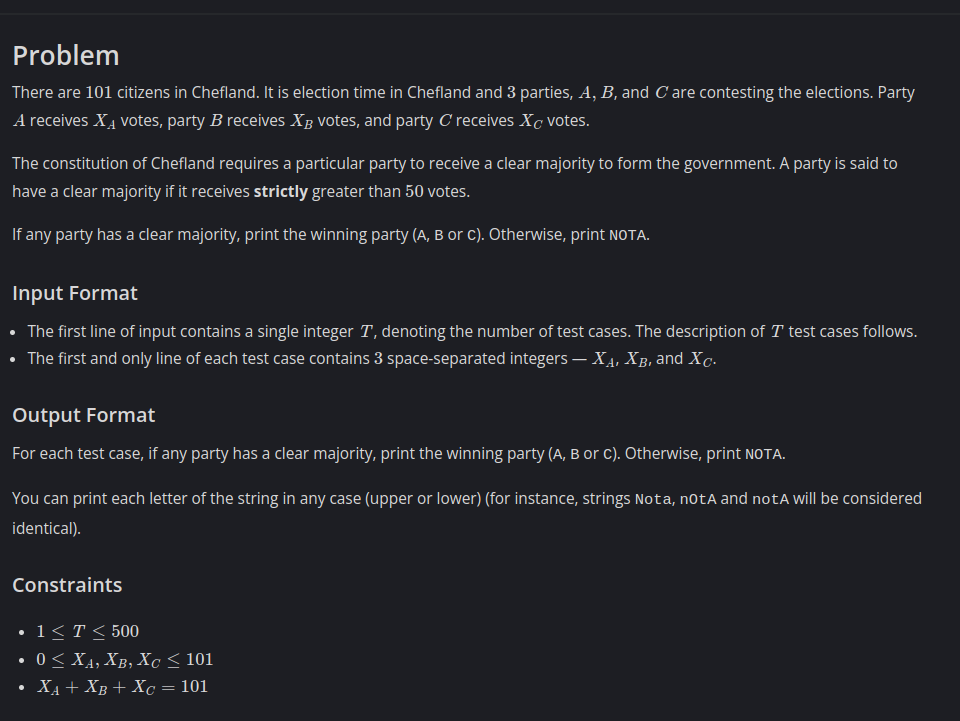 Problem
There are 101 citizens in Chefland. It is election time in Chefland and 3 parties, A, B, and C are contesting the elections. Party
A receives X_A votes, party B receives X_B votes, and party C receives X_C votes.
The constitution of Chefland requires a particular party to receive a clear majority to form the government. A party is said to
have a clear majority if it receives strictly greater than 50 votes.
If any party has a clear majority, print the winning party (A, B or C). Otherwise, print NOTA.
Input Format
• The first line of input contains a single integer T, denoting the number of test cases. The description of T test cases follows.
• The first and only line of each test case contains 3 space-separated integers — X_A, X_B, and X_C.
Output Format
For each test case, if any party has a clear majority, print the winning party (A, B or C). Otherwise, print NOTA.
You can print each letter of the string in any case (upper or lower) (for instance, strings Nota, nOtA and notA will be considered
identical).
Constraints
• 1 ≤ T ≤ 500
• 0 ≤ X_A, X_B, X_C ≤ 101
• X_A + X_B + X_C = 101